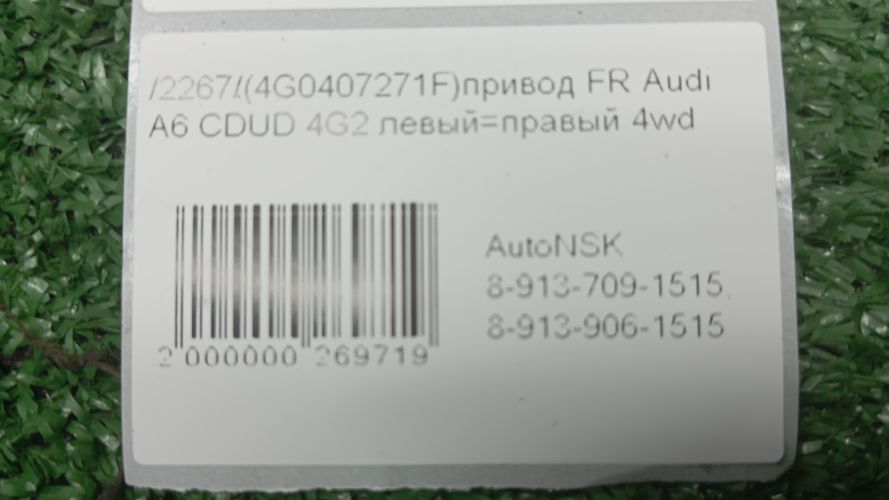 /2267/.(4G0407271F)привод FR Audi
A6 CDUD 4G2 левый=правый 4wd
AutoNSK
8-913-709-1515,
8-913-906-1515
2 000000 269719